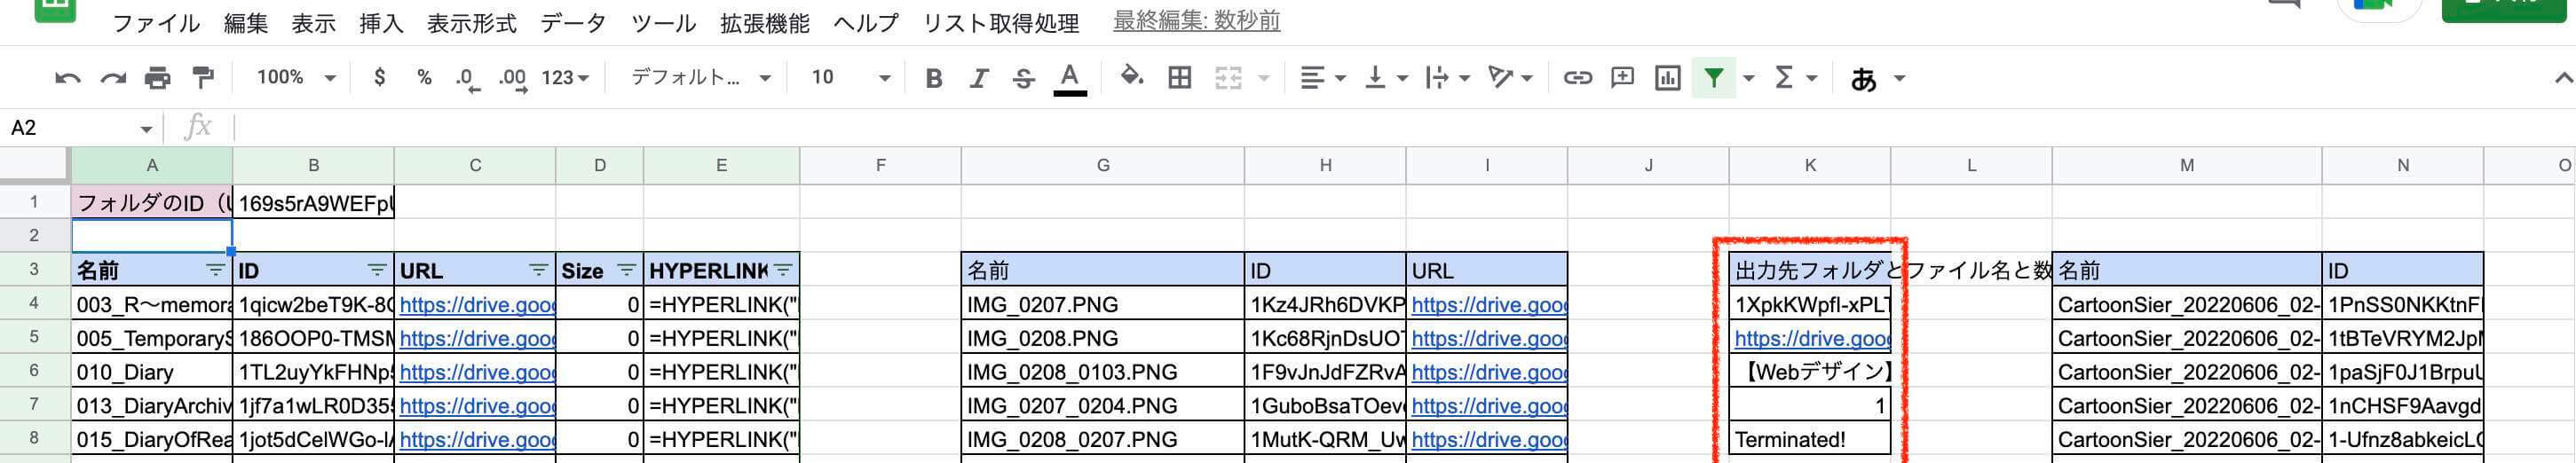 ファイル 編集 表示 挿入 表示形式 データ ツール 拡張機能 ヘルプ リスト取得処理 最終編集: 数秒前
100% $ % .0 .00 123 デフォルト... 10 B I S A Σ あ
A2 fx
A B C D E F G H I J K L M N O
1 フォルダのID（ 169s5rA9WEFpU
2
3 名前 ID URL Size HYPERLINK 名前 ID URL 出力先フォルダとファイル名と数 名前 ID
4 003_R〜memora 1qicw2beT9K-8 https://drive.goo 0 =HYPERLINK(" IMG_0207.PNG 1Kz4JRh6DVKP https://drive.goo 1XpkKWpfI-xPLT CartoonSier_20220606_02- 1PnSS0NKKtnF
5 005_TemporaryS 186OOP0-TMSM https://drive.goo 0 =HYPERLINK(" IMG_0208.PNG 1Kc68RjnDsUO https://drive.goo https://drive.goo CartoonSier_20220606_02- 1tBTeVRYM2Jp
6 010_Diary 1TL2uyYkFHNp https://drive.goo 0 =HYPERLINK(" IMG_0208_0103.PNG 1F9vJnJdFZRvA https://drive.goo 【Webデザイン】 CartoonSier_20220606_02- 1paSjF0J1BrpuU
7 013_DiaryArchiv 1jf7a1wLR0D35 https://drive.goo 0 =HYPERLINK(" IMG_0207_0204.PNG 1GuboBsaTOev https://drive.goo 1 CartoonSier_20220606_02- 1nCHSF9Aavgd
8 015_DiaryOfRea 1jot5dCelWGo-l https://drive.goo 0 =HYPERLINK(" IMG_0208_0207.PNG 1MutK-QRM_Uw https://drive.goo Terminated! CartoonSier_20220606_02- 1-Ufnz8abkeicL